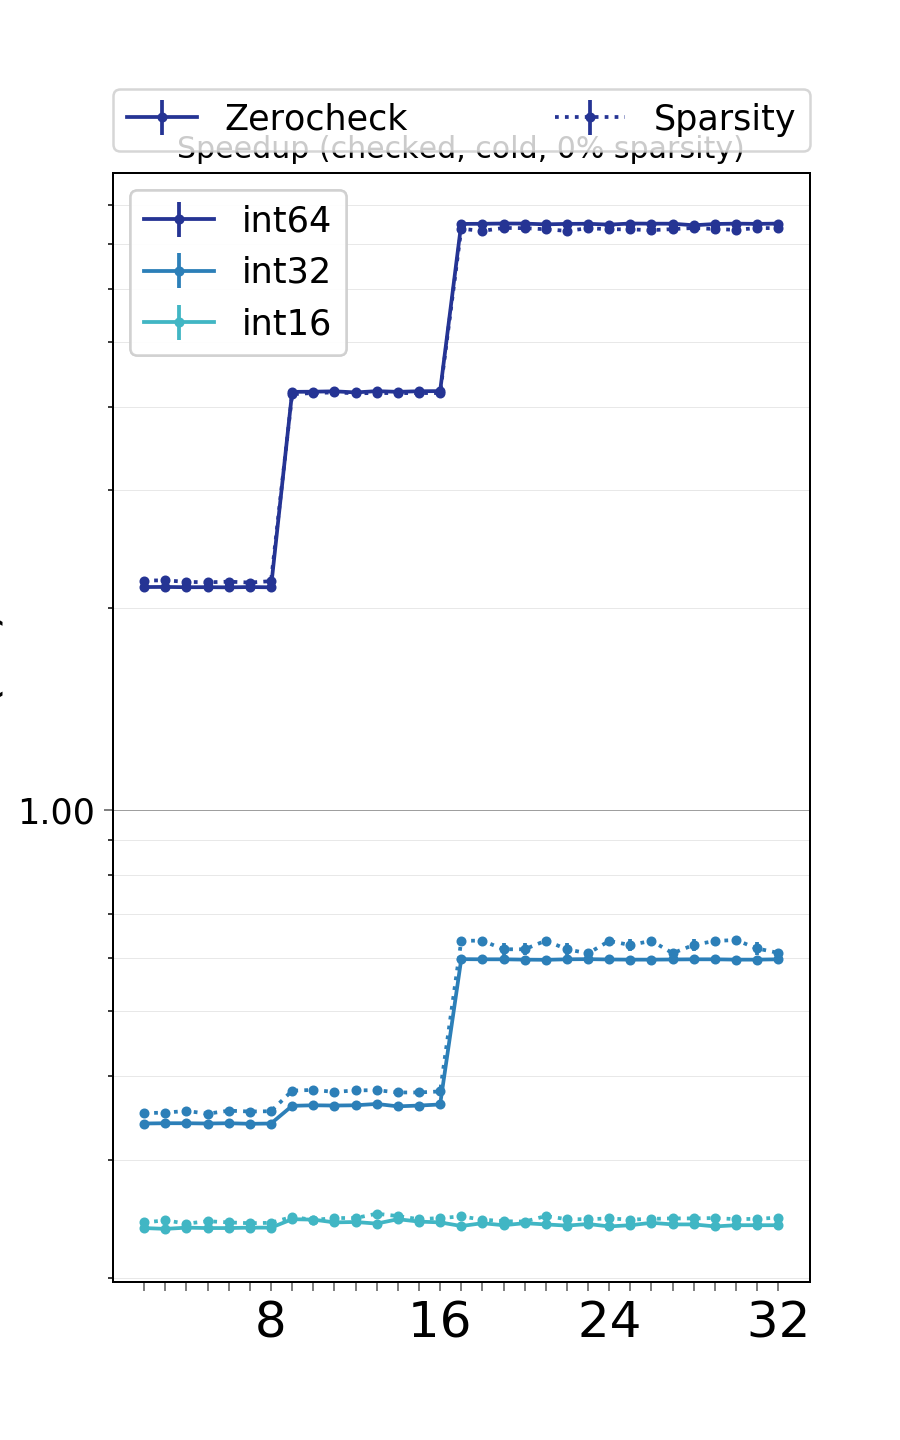 Zerocheck Sparsity
Speedup (checked, cold, 0% sparsity)
int64
int32
int16
1.00
8 16 24 32